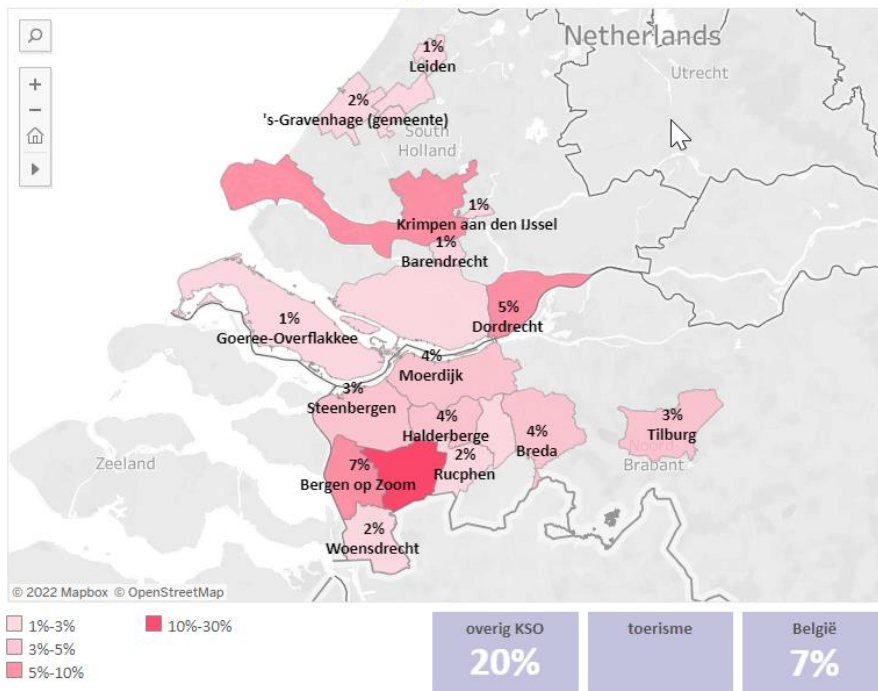 Netherlands
Utrecht
1%
Leiden
2%
's-Gravenhage (gemeente)
South
Holland
1%
Krimpen aan den IJssel
1%
Barendrecht
5%
Dordrecht
1%
Goeree-Overflakkee
4%
Moerdijk
3%
Steenbergen
4%
Halderberge
4%
Breda
3%
Tilburg
Noord
Brabant
Zeeland
7%
Bergen op Zoom
2%
Rucphen
2%
Woensdrecht
© 2022 Mapbox © OpenStreetMap
1%-3%
3%-5%
5%-10%
10%-30%
overig KSO
20%
toerisme
België
7%